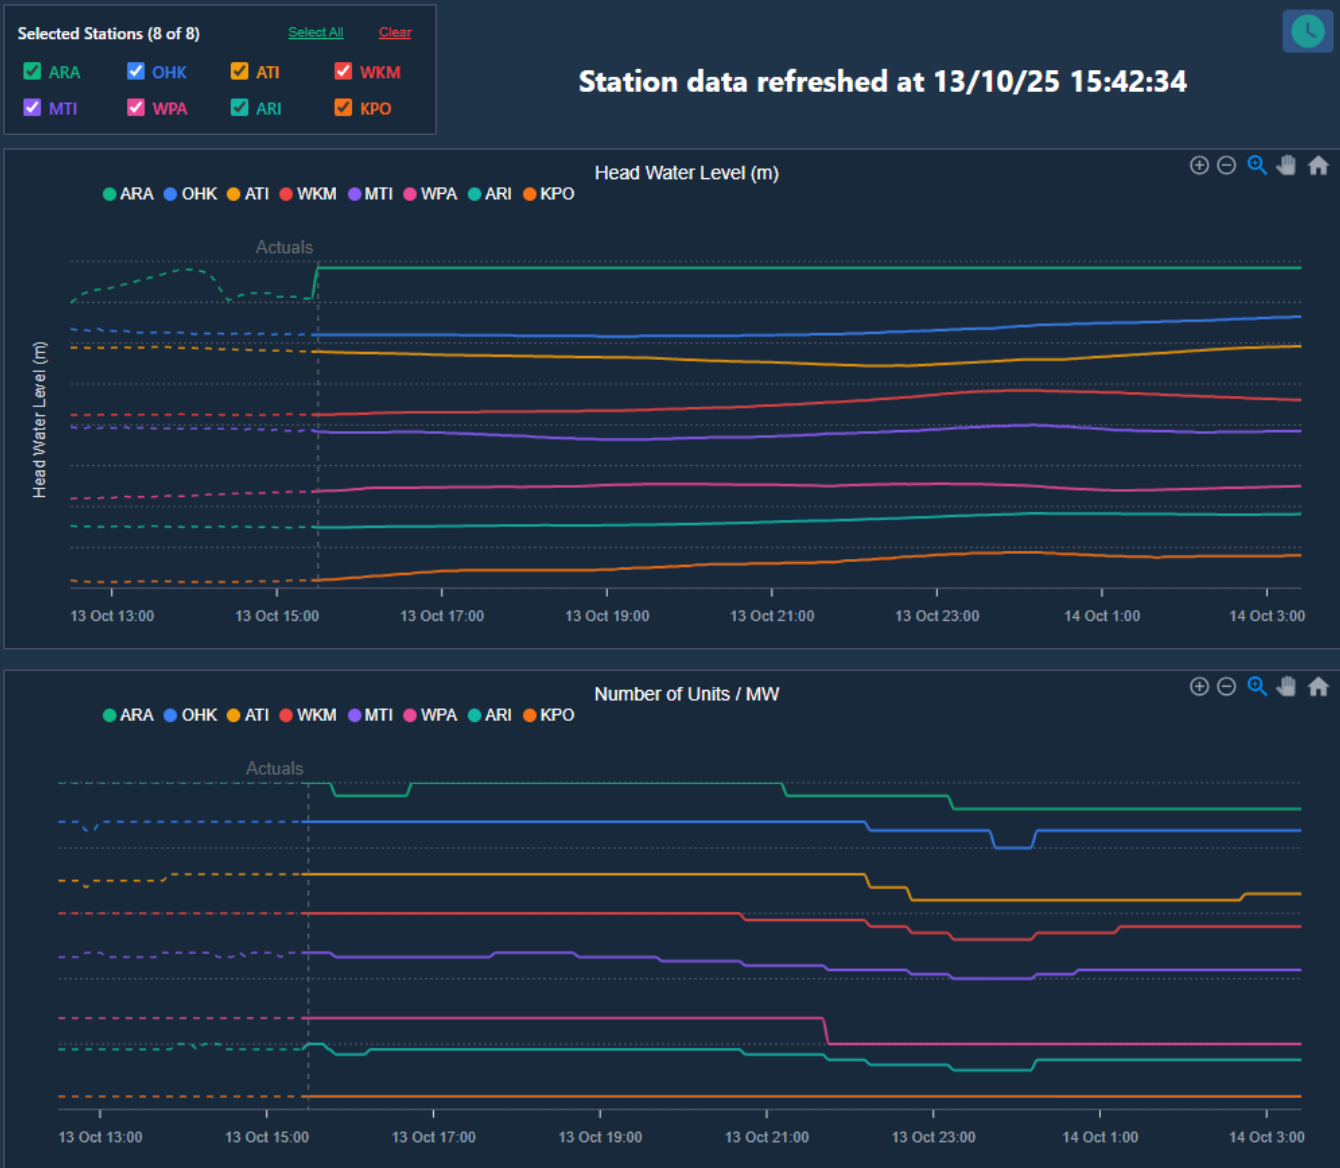 Selected Stations (8 of 8) Select All Clear
ARA OHK ATI WKM
MTI WPA ARI KPO
Station data refreshed at 13/10/25 15:42:34
Head Water Level (m)
ARA OHK ATI WKM MTI WPA ARI KPO
Actuals
Head Water Level (m)
13 Oct 13:00 13 Oct 15:00 13 Oct 17:00 13 Oct 19:00 13 Oct 21:00 13 Oct 23:00 14 Oct 1:00 14 Oct 3:00
Number of Units / MW
ARA OHK ATI WKM MTI WPA ARI KPO
Actuals
13 Oct 13:00 13 Oct 15:00 13 Oct 17:00 13 Oct 19:00 13 Oct 21:00 13 Oct 23:00 14 Oct 1:00 14 Oct 3:00